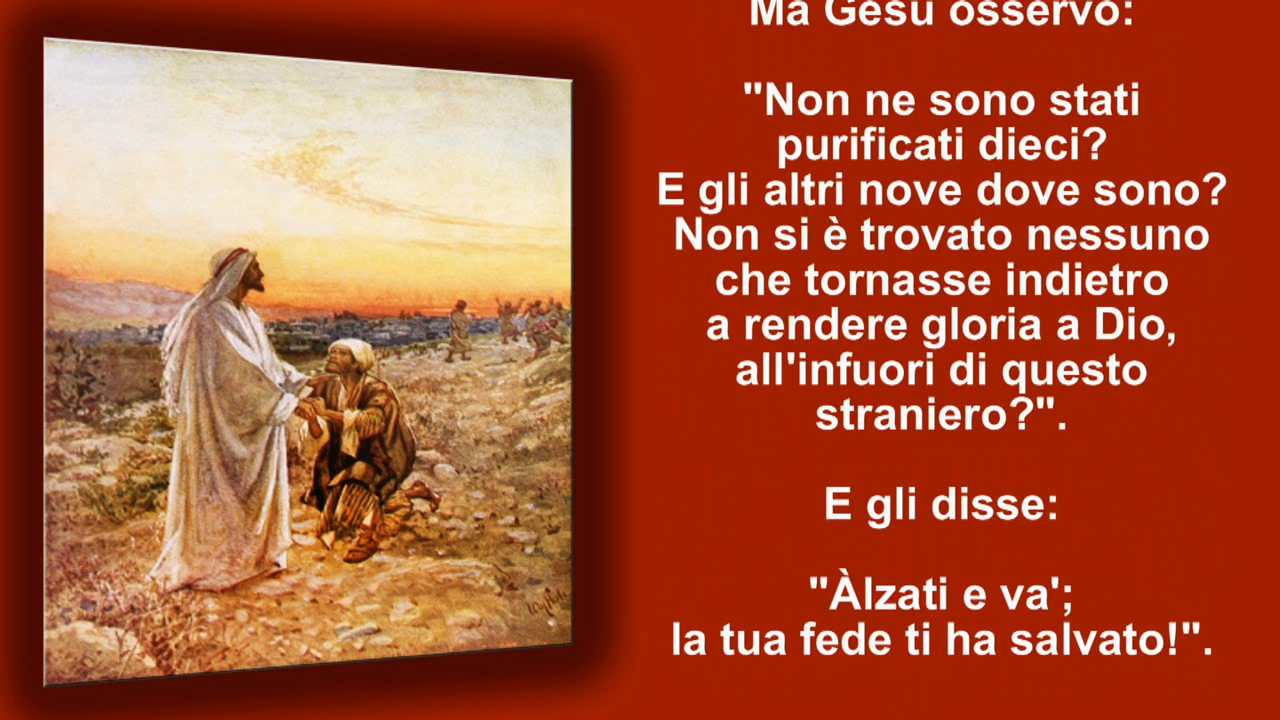 Ma Gesù osservò:
"Non ne sono stati
purificati dieci?
E gli altri nove dove sono?
Non si è trovato nessuno
che tornasse indietro
a rendere gloria a Dio,
all'infuori di questo
straniero?".
E gli disse:
"Àlzati e va';
la tua fede ti ha salvato!".